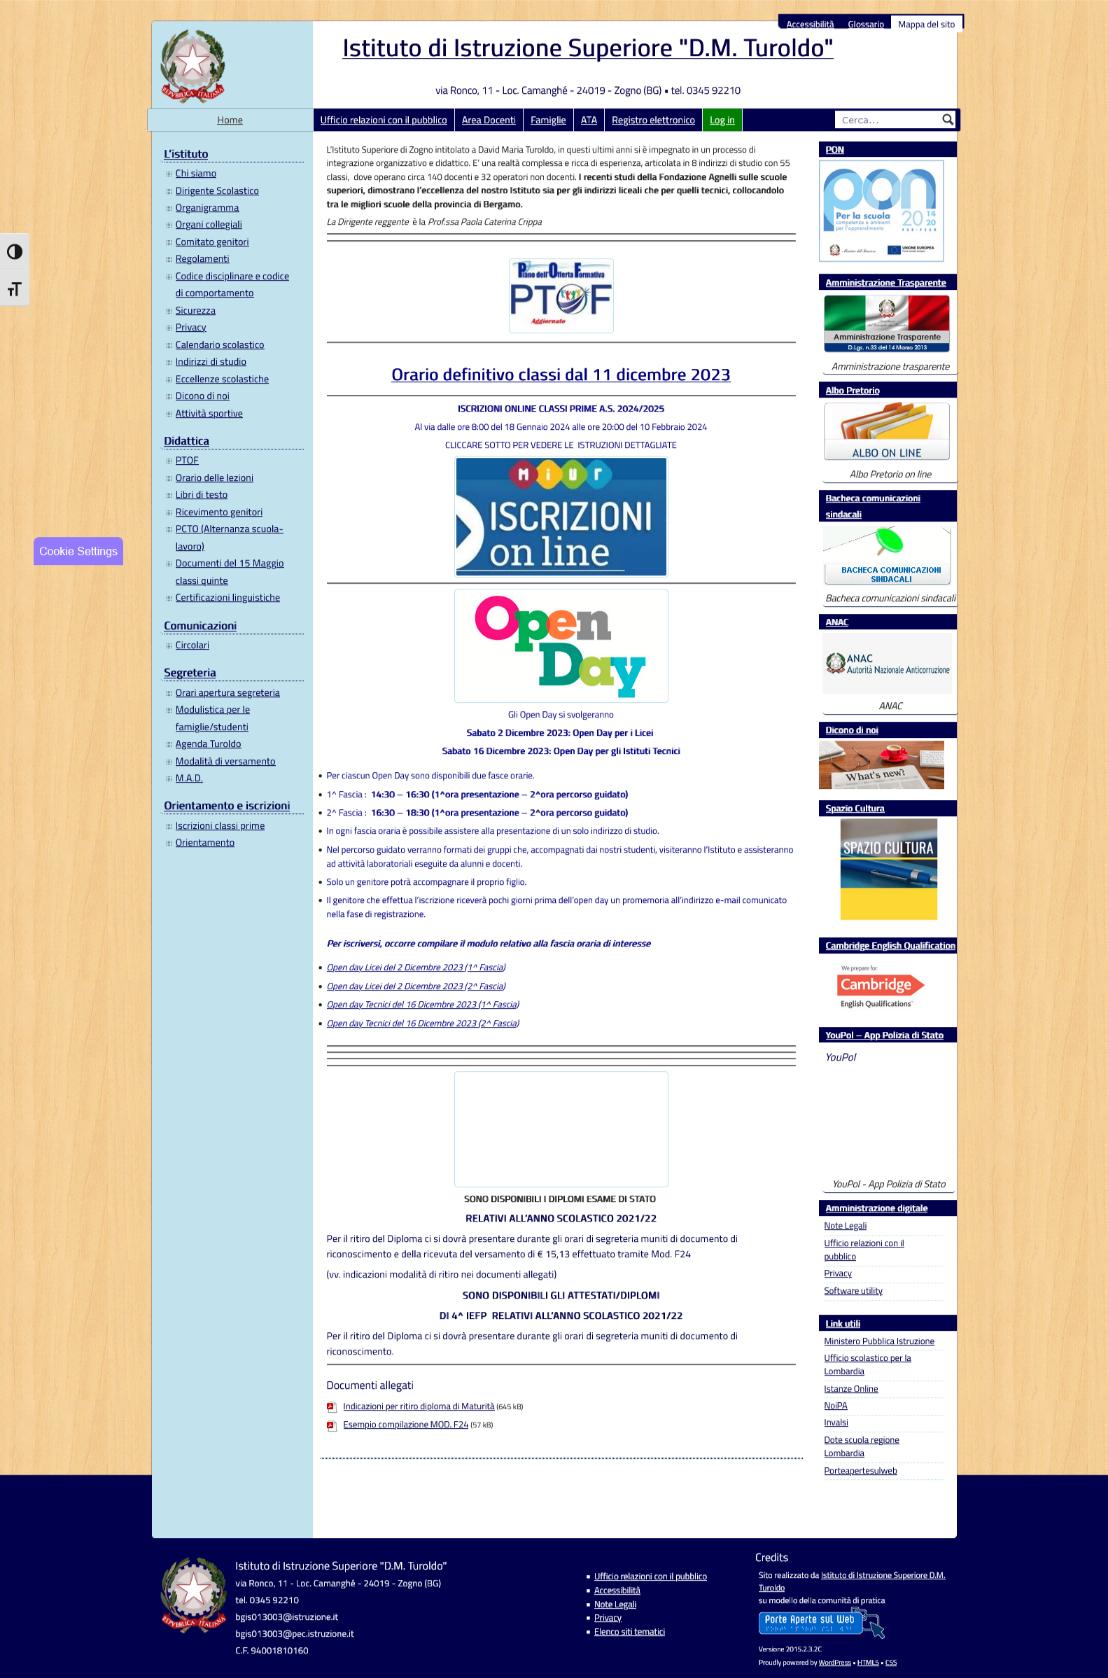 Accessibilità Glossario Mappa del sito
Istituto di Istruzione Superiore "D.M. Turoldo"
via Ronco, 11 - Loc. Camanghé - 24019 - Zogno (BG) • tel. 0345 92210
Home
Ufficio relazioni con il pubblico Area Docenti Famiglie ATA Registro elettronico Log in
Cerca...
L'istituto
Chi siamo
Dirigente Scolastico
Organigramma
Organi collegiali
Comitato genitori
Regolamenti
Codice disciplinare e codice
di comportamento
Sicurezza
Privacy
Calendario scolastico
Indirizzi di studio
Eccellenze scolastiche
Dicono di noi
Attività sportive
Didattica
PTOF
Orario delle lezioni
Libri di testo
Ricevimento genitori
PCTO (Alternanza scuola-
lavoro)
Documenti del 15 Maggio
classi quinte
Certificazioni linguistiche
Comunicazioni
Circolari
Segreteria
Orari apertura segreteria
Modulistica per le
famiglie/studenti
Agenda Turoldo
Modalità di versamento
M.A.D.
Orientamento e iscrizioni
Iscrizioni classi prime
Orientamento
Cookie Settings
L'Istituto Superiore di Zogno intitolato a David Maria Turoldo, in questi ultimi anni si è impegnato in un processo di
integrazione organizzativo e didattico. E' una realtà complessa e ricca di esperienza, articolata in 8 indirizzi di studio con 55
classi, dove operano circa 140 docenti e 32 operatori non docenti. I recenti studi della Fondazione Agnelli sulle scuole
superiori, dimostrano l'eccellenza del nostro Istituto sia per gli indirizzi liceali che per quelli tecnici, collocandolo
tra le migliori scuole della provincia di Bergamo.
La Dirigente reggente è la Prof.ssa Paola Caterina Crippa
Piano dell'Offerta Formativa
PTOF
Aggiornato
Orario definitivo classi dal 11 dicembre 2023
ISCRIZIONI ONLINE CLASSI PRIME A.S. 2024/2025
Al via dalle ore 8:00 del 18 Gennaio 2024 alle ore 20:00 del 10 Febbraio 2024
CLICCARE SOTTO PER VEDERE LE ISTRUZIONI DETTAGLIATE
miur
ISCRIZIONI
on line
Open
Day
Gli Open Day si svolgeranno
Sabato 2 Dicembre 2023: Open Day per i Licei
Sabato 16 Dicembre 2023: Open Day per gli Istituti Tecnici
Per ciascun Open Day sono disponibili due fasce orarie.
1^ Fascia : 14:30 – 16:30 (1^ora presentazione – 2^ora percorso guidato)
2^ Fascia : 16:30 – 18:30 (1^ora presentazione – 2^ora percorso guidato)
In ogni fascia oraria è possibile assistere alla presentazione di un solo indirizzo di studio.
Nel percorso guidato verranno formati dei gruppi che, accompagnati dai nostri studenti, visiteranno l'Istituto e assisteranno
ad attività laboratoriali eseguite da alunni e docenti.
Solo un genitore potrà accompagnare il proprio figlio.
Il genitore che effettua l'iscrizione riceverà pochi giorni prima dell'open day un promemoria all'indirizzo e-mail comunicato
nella fase di registrazione.
Per iscriversi, occorre compilare il modulo relativo alla fascia oraria di interesse
Open day Licei del 2 Dicembre 2023 (1^ Fascia)
Open day Licei del 2 Dicembre 2023 (2^ Fascia)
Open day Tecnici del 16 Dicembre 2023 (1^ Fascia)
Open day Tecnici del 16 Dicembre 2023 (2^ Fascia)
SONO DISPONIBILI I DIPLOMI ESAME DI STATO
RELATIVI ALL'ANNO SCOLASTICO 2021/22
Per il ritiro del Diploma ci si dovrà presentare durante gli orari di segreteria muniti di documento di
riconoscimento e della ricevuta del versamento di € 15,13 effettuato tramite Mod. F24
(vv. indicazioni modalità di ritiro nei documenti allegati)
SONO DISPONIBILI GLI ATTESTATI/DIPLOMI
DI 4^ IEFP RELATIVI ALL'ANNO SCOLASTICO 2021/22
Per il ritiro del Diploma ci si dovrà presentare durante gli orari di segreteria muniti di documento di
riconoscimento.
Documenti allegati
Indicazioni per ritiro diploma di Maturità (645 kB)
Esempio compilazione MOD. F24 (57 kB)
PON
pon
Per la scuola
competenze e ambienti
per l'apprendimento
2014
2020
UNIONE EUROPEA
Amministrazione Trasparente
Amministrazione Trasparente
D.Lgs. n.33 del 14 Marzo 2013
Amministrazione trasparente
Albo Pretorio
ALBO ON LINE
Albo Pretorio on line
Bacheca comunicazioni
sindacali
BACHECA COMUNICAZIONI
SINDACALI
Bacheca comunicazioni sindacali
ANAC
ANAC
Autorità Nazionale Anticorruzione
ANAC
Dicono di noi
What's new?
Spazio Cultura
SPAZIO CULTURA
Cambridge English Qualification
We prepare for
Cambridge
English Qualifications
YouPol – App Polizia di Stato
YouPol
YouPol - App Polizia di Stato
Amministrazione digitale
Note Legali
Ufficio relazioni con il
pubblico
Privacy
Software utility
Link utili
Ministero Pubblica Istruzione
Ufficio scolastico per la
Lombardia
Istanze Online
NoiPA
Invalsi
Dote scuola regione
Lombardia
Porteapertesulweb
Istituto di Istruzione Superiore "D.M. Turoldo"
via Ronco, 11 - Loc. Camanghé - 24019 - Zogno (BG)
tel. 0345 92210
bgis013003@istruzione.it
bgis013003@pec.istruzione.it
C.F. 94001810160
Ufficio relazioni con il pubblico
Accessibilità
Note Legali
Privacy
Elenco siti tematici
Credits
Sito realizzato da Istituto di Istruzione Superiore D.M.
Turoldo
su modello della comunità di pratica
Porte Aperte sul Web
Versione 2015.2.3.2C
Proudly powered by WordPress • HTML5 • CSS